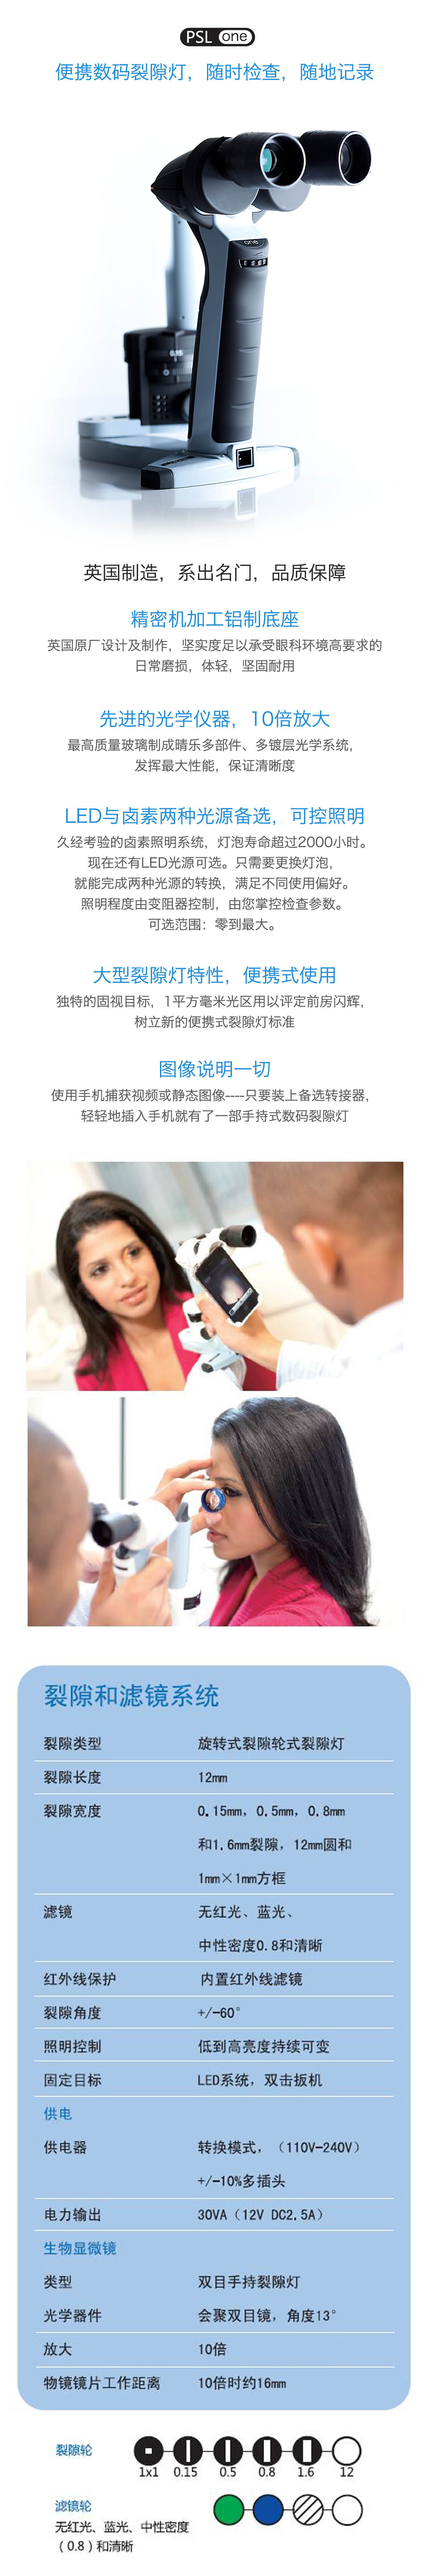 PSL one
便携数码裂隙灯，随时检查，随地记录
one
0.15
英国制造，系出名门，品质保障
精密机加工铝制底座
英国原厂设计及制作，坚实度足以承受眼科环境高要求的
日常磨损，体轻，坚固耐用
先进的光学仪器，10倍放大
最高质量玻璃制成晴乐多部件、多镀层光学系统，
发挥最大性能，保证清晰度
LED与卤素两种光源备选，可控照明
久经考验的卤素照明系统，灯泡寿命超过2000小时。
现在还有LED光源可选。只需要更换灯泡，
就能完成两种光源的转换，满足不同使用偏好。
照明程度由变阻器控制，由您掌控检查参数。
可选范围：零到最大。
大型裂隙灯特性，便携式使用
独特的固视目标，1平方毫米光区用以评定前房闪辉，
树立新的便携式裂隙灯标准
图像说明一切
使用手机捕获视频或静态图像----只要装上备选转接器，
轻轻地插入手机就有了一部手持式数码裂隙灯
裂隙和滤镜系统
裂隙类型 旋转式裂隙轮式裂隙灯
裂隙长度 12mm
裂隙宽度 0.15mm，0.5mm，0.8mm
和1.6mm裂隙，12mm圆和
1mm×1mm方框
滤镜 无红光、蓝光、
中性密度0.8和清晰
红外线保护 内置红外线滤镜
裂隙角度 +/-60°
照明控制 低到高亮度持续可变
固定目标 LED系统，双击扳机
供电
供电器 转换模式，（110V-240V）
+/-10%多插头
电力输出 30VA（12V DC2.5A）
生物显微镜
类型 双目手持裂隙灯
光学器件 会聚双目镜，角度13°
放大 10倍
物镜镜片工作距离 10倍时约16mm
裂隙轮
1x1 0.15 0.5 0.8 1.6 12
滤镜轮
无红光、蓝光、中性密度
（0.8）和清晰